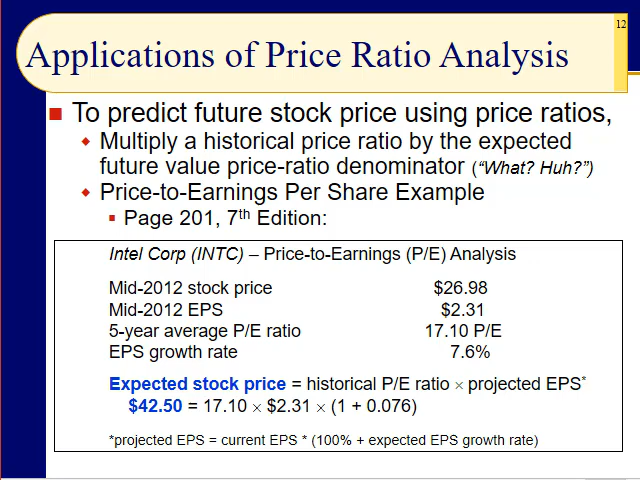 12
Applications of Price Ratio Analysis
To predict future stock price using price ratios,
Multiply a historical price ratio by the expected
future value price-ratio denominator (“What? Huh?”)
Price-to-Earnings Per Share Example
Page 201, 7th Edition:
Intel Corp (INTC) – Price-to-Earnings (P/E) Analysis
Mid-2012 stock price $26.98
Mid-2012 EPS $2.31
5-year average P/E ratio 17.10 P/E
EPS growth rate 7.6%
Expected stock price = historical P/E ratio × projected EPS*
$42.50 = 17.10 × $2.31 × (1 + 0.076)
*projected EPS = current EPS * (100% + expected EPS growth rate)